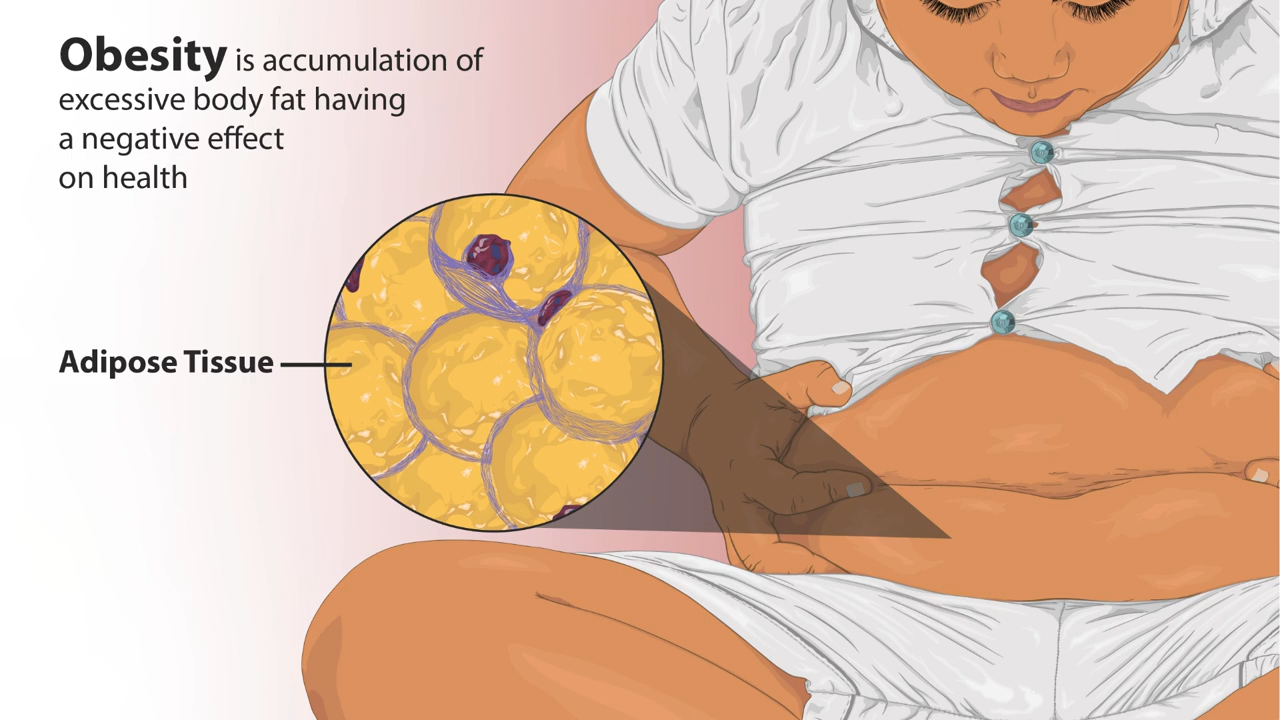 Obesity is accumulation of
excessive body fat having
a negative effect
on health
Adipose Tissue